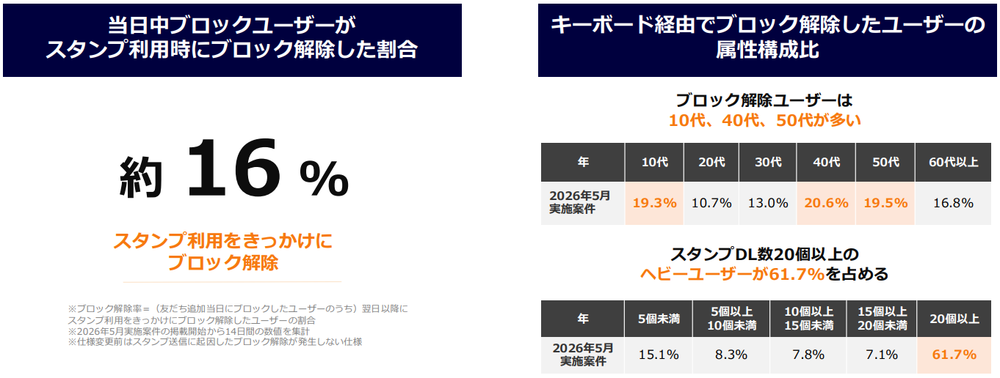 当日中ブロックユーザーが
スタンプ利用時にブロック解除した割合
約 16 %
スタンプ利用をきっかけに
ブロック解除
※ブロック解除率＝（友だち追加当日にブロックしたユーザーのうち）翌日以降に
スタンプ利用をきっかけにブロック解除したユーザーの割合
※2026年5月実施案件の掲載開始から14日間の数値を集計
※仕様変更前はスタンプ送信に起因したブロック解除が発生しない仕様
キーボード経由でブロック解除したユーザーの
属性構成比
ブロック解除ユーザーは
10代、40代、50代が多い
年 10代 20代 30代 40代 50代 60代以上
2026年5月
実施案件 19.3% 10.7% 13.0% 20.6% 19.5% 16.8%
スタンプDL数20個以上の
ヘビーユーザーが61.7%を占める
年 5個未満 5個以上 10個未満 10個以上 15個未満 15個以上 20個未満 20個以上
2026年5月
実施案件 15.1% 8.3% 7.8% 7.1% 61.7%